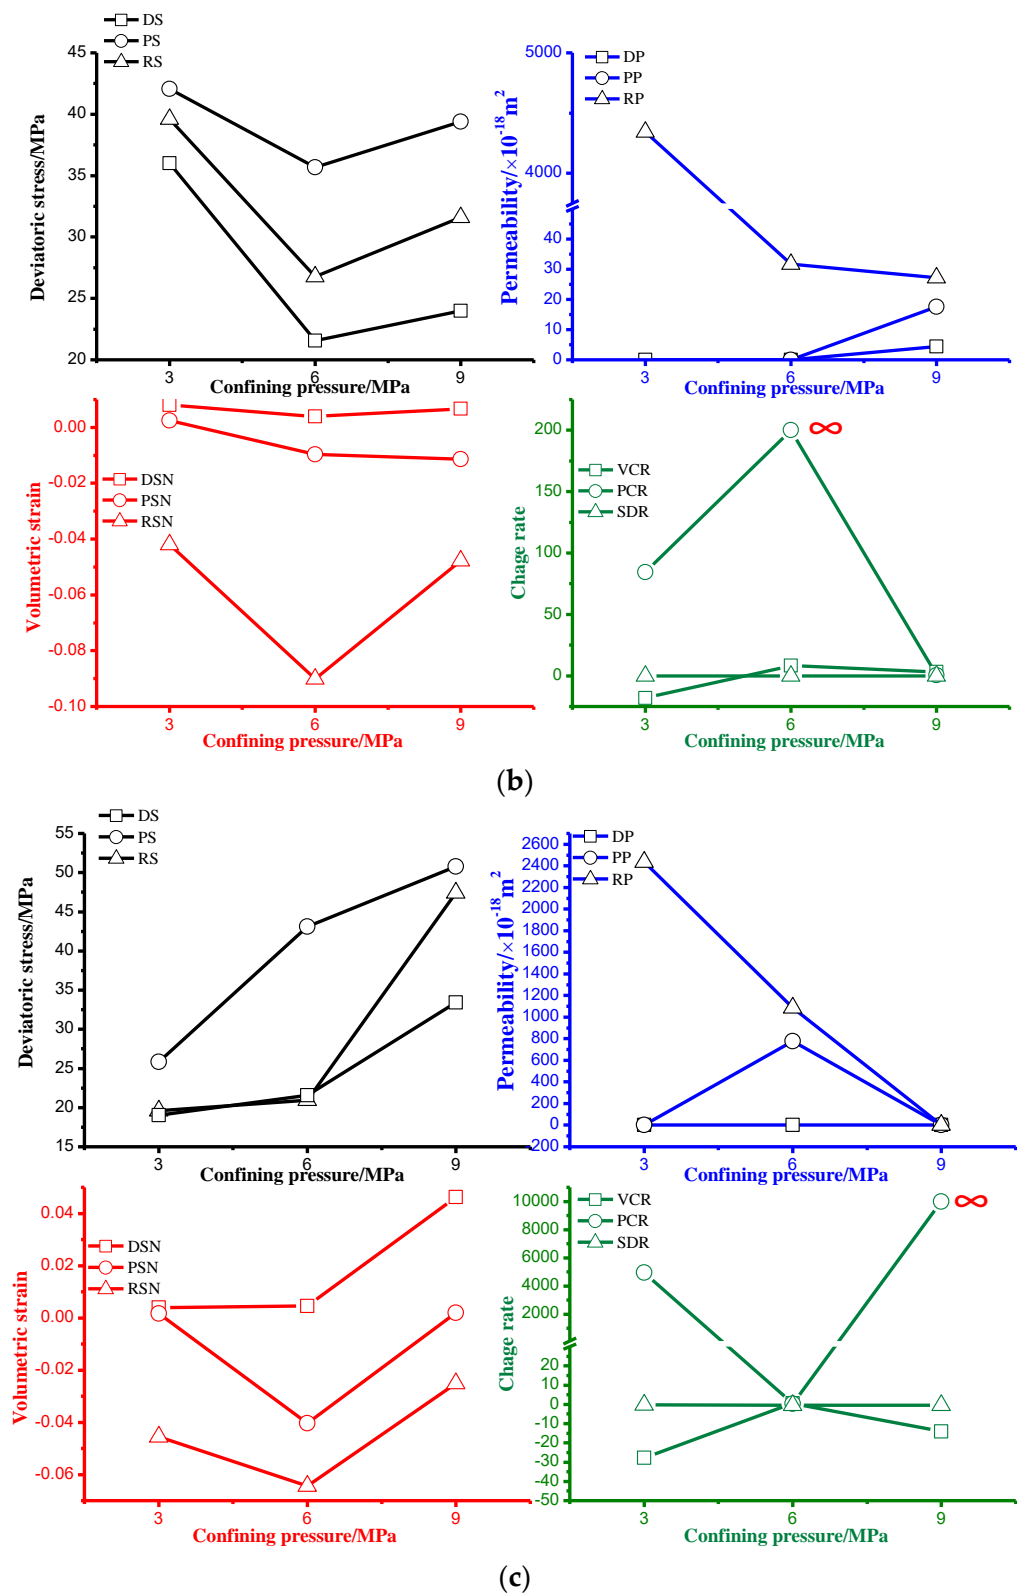 DS
PS
RS
45
40
35
30
25
20
Deviatoric stress/MPa
3
6
9
Confining pressure/MPa
DP
PP
RP
5000
4000
40
30
20
10
0
Permeability/×10⁻¹⁸m²
3
6
9
Confining pressure/MPa
0.00
-0.02
-0.04
-0.06
-0.08
-0.10
DSN
PSN
RSN
Volumetric strain
3
6
9
Confining pressure/MPa
200
150
100
50
0
∞
VCR
PCR
SDR
Chage rate
3
6
9
Confining pressure/MPa
(b)
DS
PS
RS
55
50
45
40
35
30
25
20
15
Deviatoric stress/MPa
3
6
9
Confining pressure/MPa
DP
PP
RP
2600
2400
2200
2000
1800
1600
1400
1200
1000
800
600
400
200
0
-200
Permeability/×10⁻¹⁸m²
3
6
9
Confining pressure/MPa
0.04
0.02
0.00
-0.02
-0.04
-0.06
DSN
PSN
RSN
Volumetric strain
3
6
9
Confining pressure/MPa
VCR
PCR
SDR
10000
8000
6000
4000
2000
20
10
0
-10
-20
-30
-40
-50
∞
Chage rate
3
6
9
Confining pressure/MPa
(c)